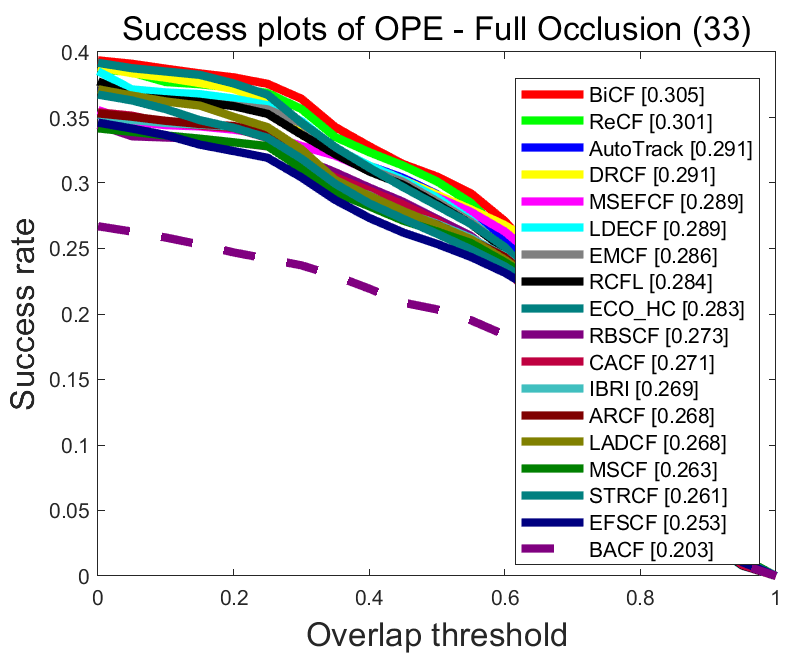 Success plots of OPE - Full Occlusion (33)
Success rate
0.4
0.35
0.3
0.25
0.2
0.15
0.1
0.05
0
BiCF [0.305]
ReCF [0.301]
AutoTrack [0.291]
DRCF [0.291]
MSEFCF [0.289]
LDECF [0.289]
EMCF [0.286]
RCFL [0.284]
ECO_HC [0.283]
RBSCF [0.273]
CACF [0.271]
IBRI [0.269]
ARCF [0.268]
LADCF [0.268]
MSCF [0.263]
STRCF [0.261]
EFSCF [0.253]
BACF [0.203]
0 0.2 0.4 0.6 0.8 1
Overlap threshold